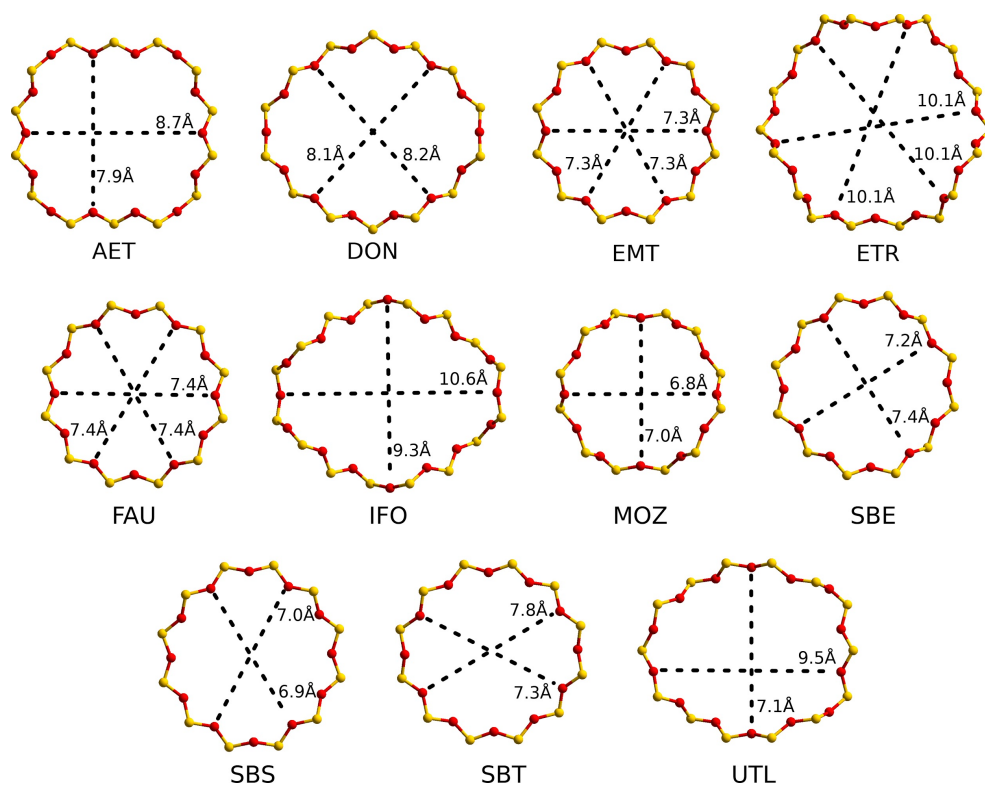 8.7Å
7.9Å
AET
8.1Å
8.2Å
DON
7.3Å
7.3Å
7.3Å
EMT
10.1Å
10.1Å
10.1Å
ETR
7.4Å
7.4Å
7.4Å
FAU
10.6Å
9.3Å
IFO
6.8Å
7.0Å
MOZ
7.2Å
7.4Å
SBE
7.0Å
6.9Å
SBS
7.8Å
7.3Å
SBT
9.5Å
7.1Å
UTL